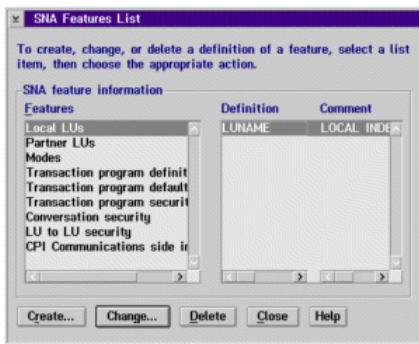 SNA Features List
To create, change, or delete a definition of a feature, select a list
item, then choose the appropriate action.
SNA feature information
Features
Definition
Comment
Local LUs
LUNAME
LOCAL INDE
Partner LUs
Modes
Transaction program definit
Transaction program default
Transaction program securit
Conversation security
LU to LU security
CPI Communications side in
Create...
Change...
Delete
Close
Help